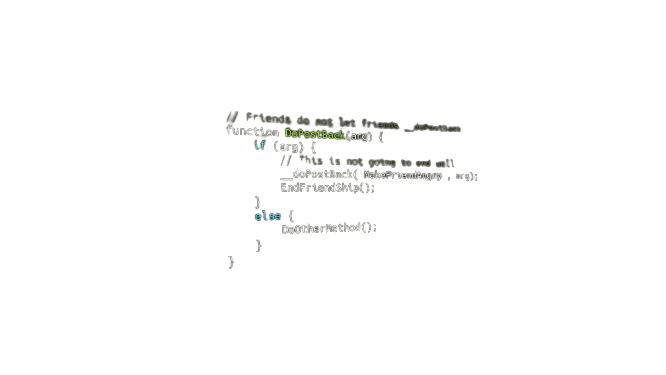 // Friends do not let friends __doPostBack
function DoPostBack(arg) {
if (arg) {
// This is not going to end well
__doPostBack( MakeFriendAngry , arg);
EndFriendShip();
}
else {
DoOtherMethod();
}
}